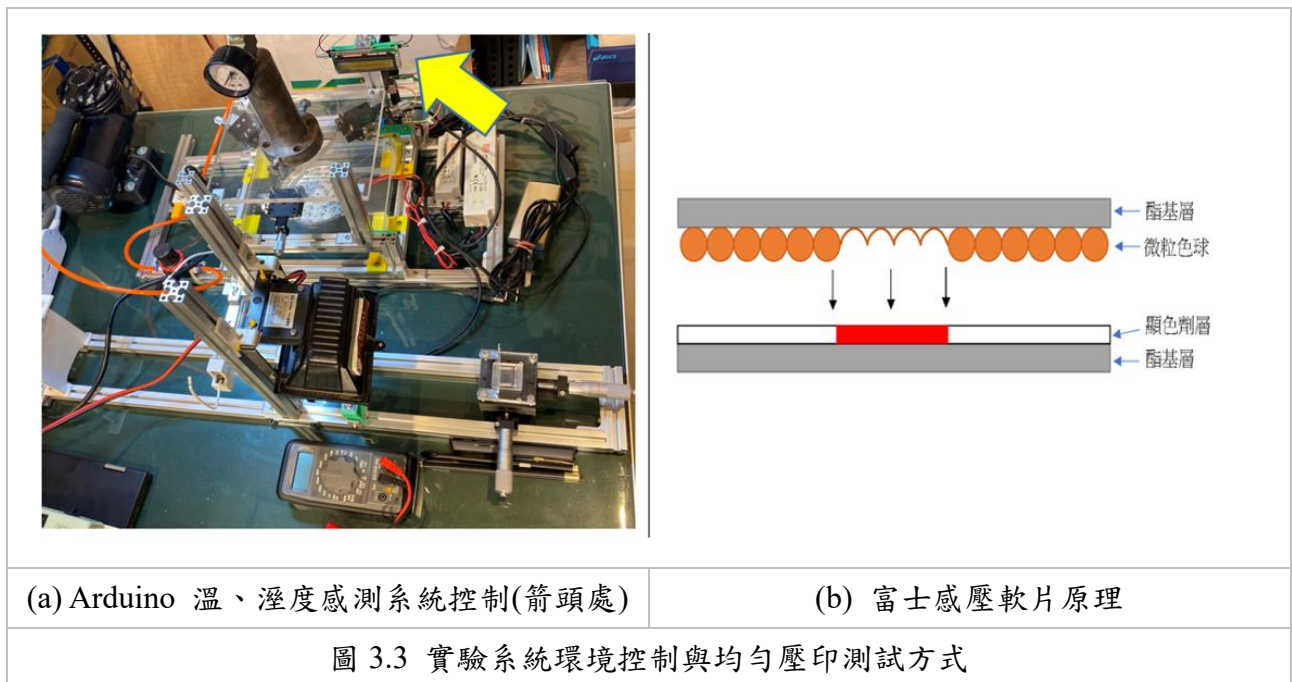 酯基層
微粒色球
顯色劑層
酯基層
(a) Arduino 溫、溼度感測系統控制(箭頭處)
(b) 富士感壓軟片原理
圖 3.3 實驗系統環境控制與均勻壓印測試方式